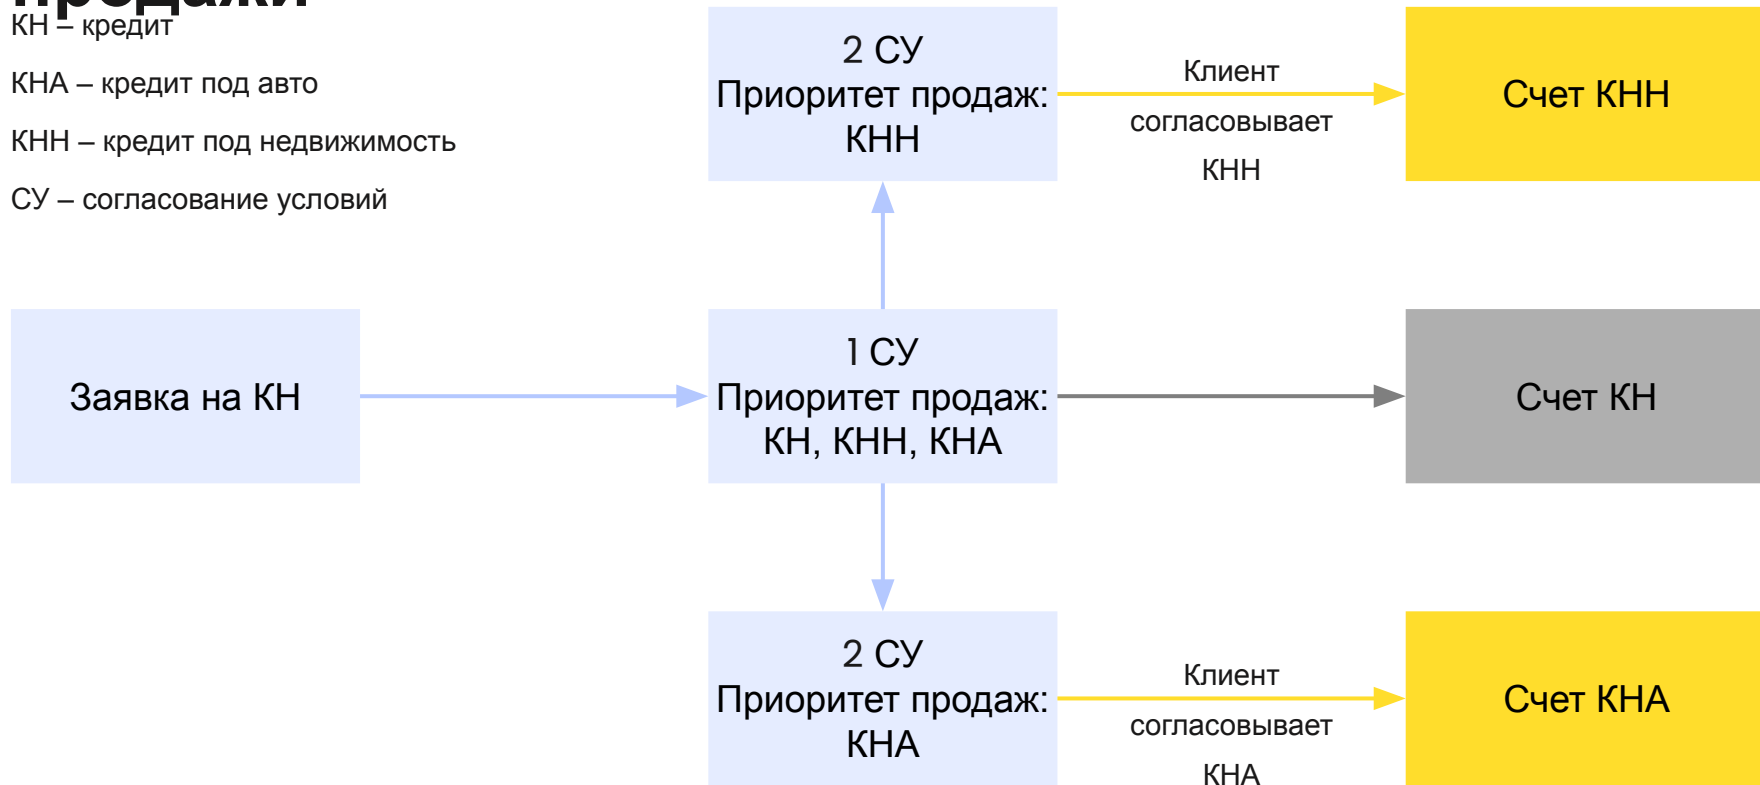 продажи
КН – кредит
КНА – кредит под авто
КНН – кредит под недвижимость
СУ – согласование условий
2 СУ
Приоритет продаж:
КНН
Клиент
согласовывает
КНН
Счет КНН
Заявка на КН
1 СУ
Приоритет продаж:
КН, КНН, КНА
Счет КН
2 СУ
Приоритет продаж:
КНА
Клиент
согласовывает
КНА
Счет КНА